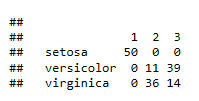 ##
##               1  2  3
##   setosa     50  0  0
##   versicolor  0 11 39
##   virginica   0 36 14